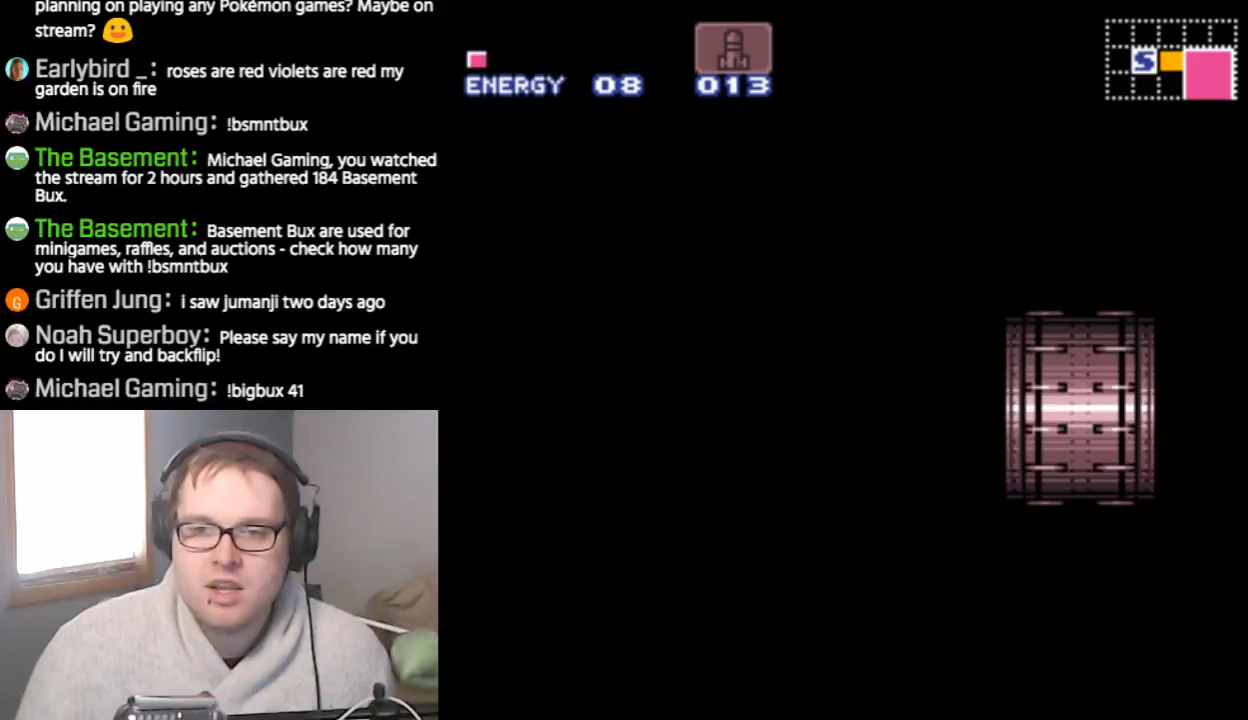 planning on playing any Pokémon games? Maybe on
stream?
Earlybird _: roses are red violets are red my
garden is on fire
Michael Gaming: !bsmntbux
The Basement: Michael Gaming, you watched
the stream for 2 hours and gathered 184 Basement
Bux.
The Basement: Basement Bux are used for
minigames, raffles, and auctions - check how many
you have with !bsmntbux
G Griffen Jung: i saw jumanji two days ago
Noah Superboy: Please say my name if you
do I will try and backflip!
Michael Gaming: !bigbux 41
ENERGY 08
013
S